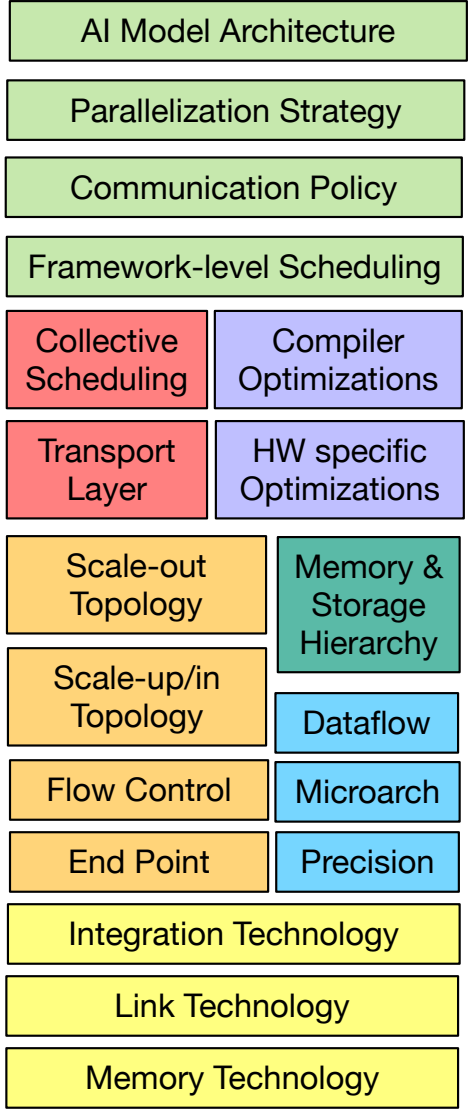 AI Model Architecture
Parallelization Strategy
Communication Policy
Framework-level Scheduling
Collective
Scheduling
Compiler
Optimizations
Transport
Layer
HW specific
Optimizations
Scale-out
Topology
Memory &
Storage
Hierarchy
Scale-up/in
Topology
Dataflow
Flow Control
Microarch
End Point
Precision
Integration Technology
Link Technology
Memory Technology